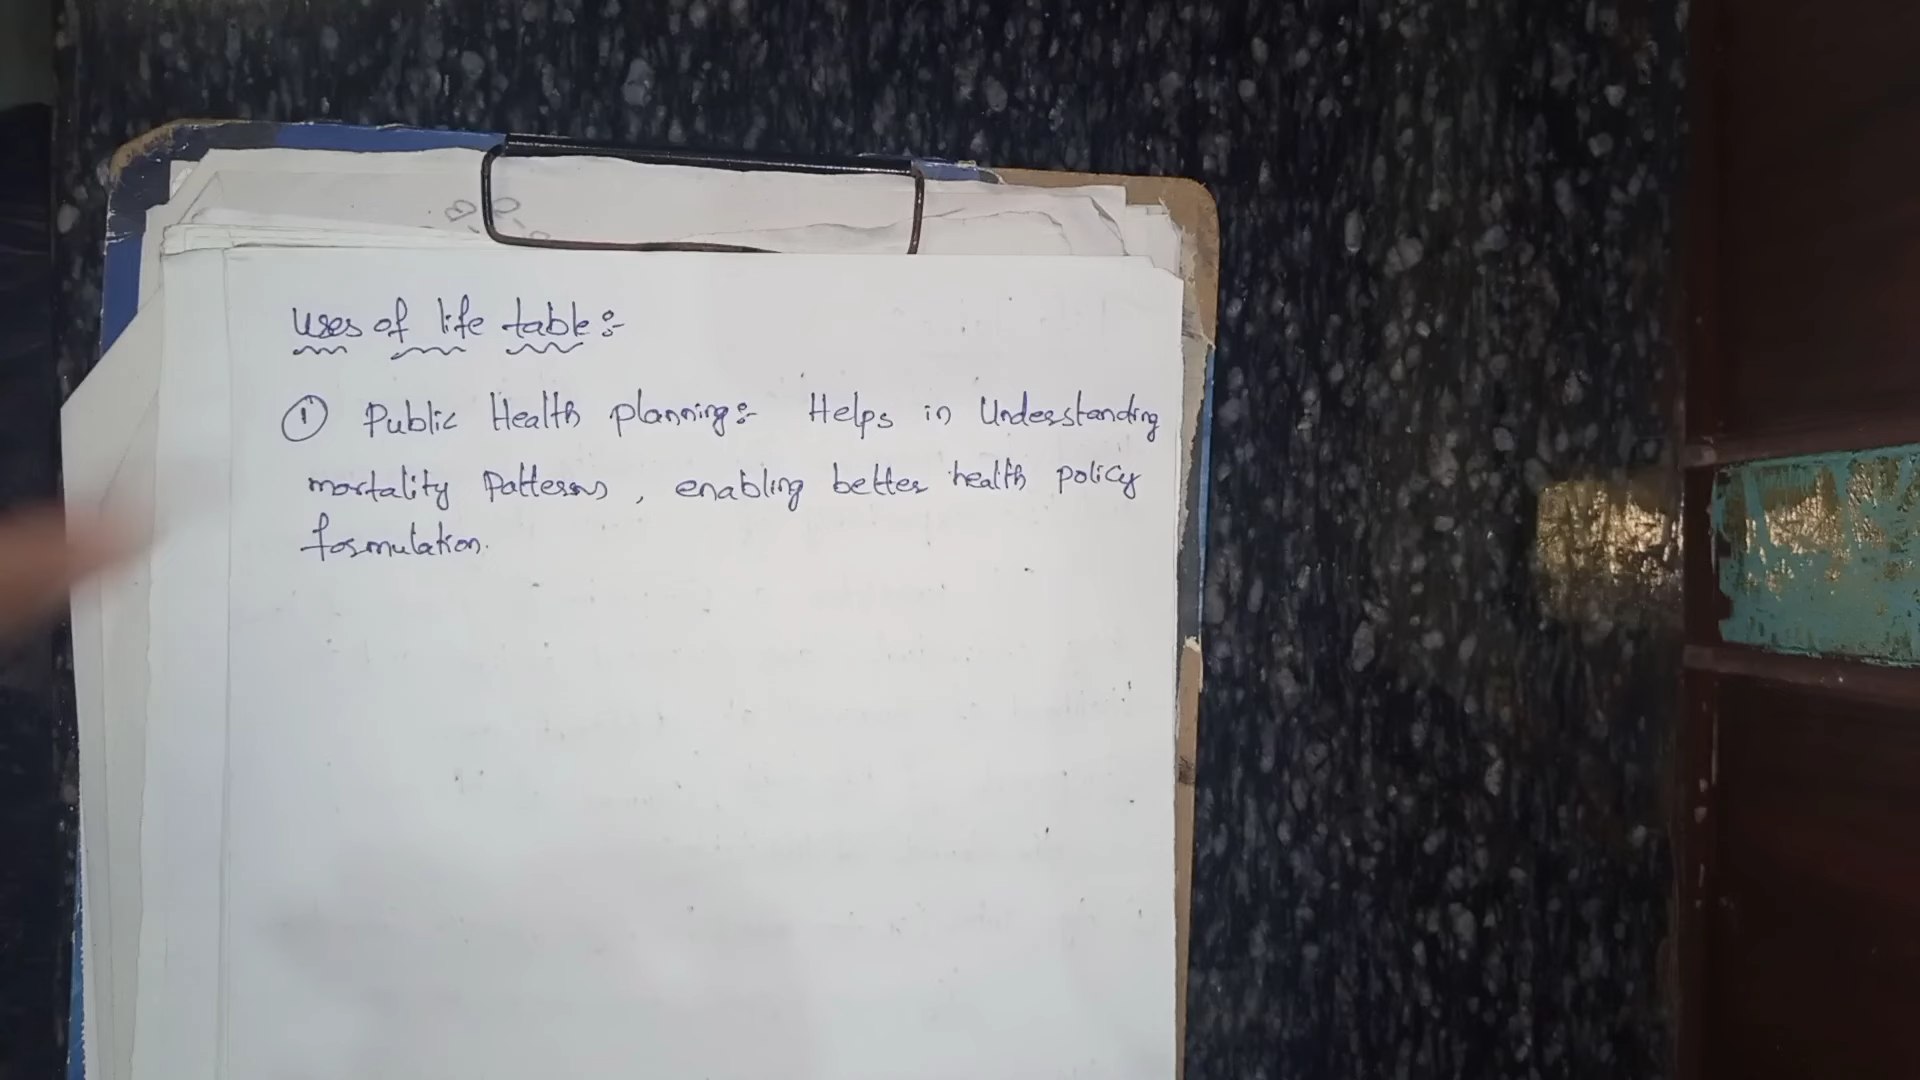 Uses of life table:-
① Public Health planning:- Helps in Understanding
mortality Patterns, enabling better health policy
formulation.